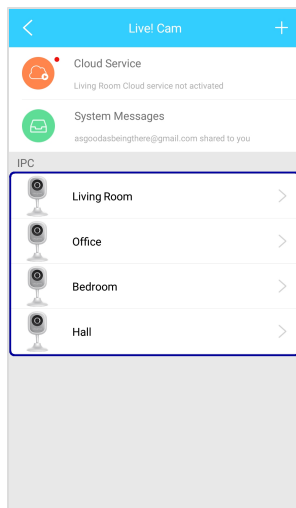 Live! Cam
Cloud Service
Living Room Cloud service not activated
System Messages
asgoodasbeingthere@gmail.com shared to you
IPC
Living Room
Office
Bedroom
Hall